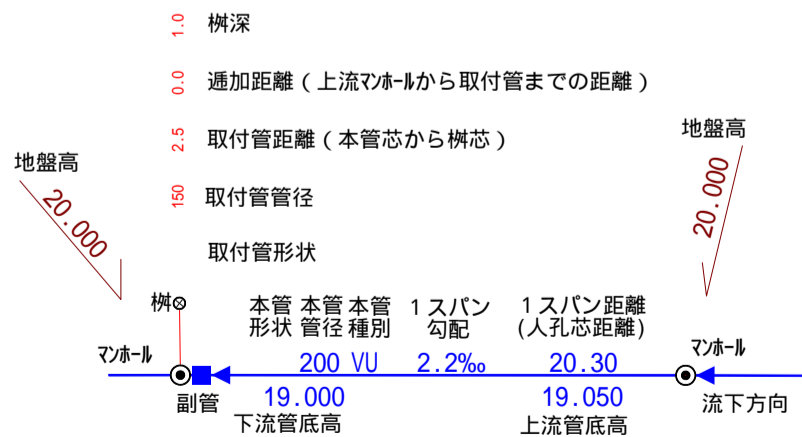 1.0 桝深
0.0 逓加距離（上流ﾏﾝﾎｰﾙから取付管までの距離）
2.5 取付管距離（本管芯から桝芯）
150 取付管管径
取付管形状
地盤高
20.000
地盤高
20.000
桝
本管形状
本管管径
本管種別
１スパン勾配
１スパン距離
(人孔芯距離)
ﾏﾝﾎｰﾙ
200 VU 2.2‰ 20.30
ﾏﾝﾎｰﾙ
副管
19.000
下流管底高
19.050
上流管底高
流下方向